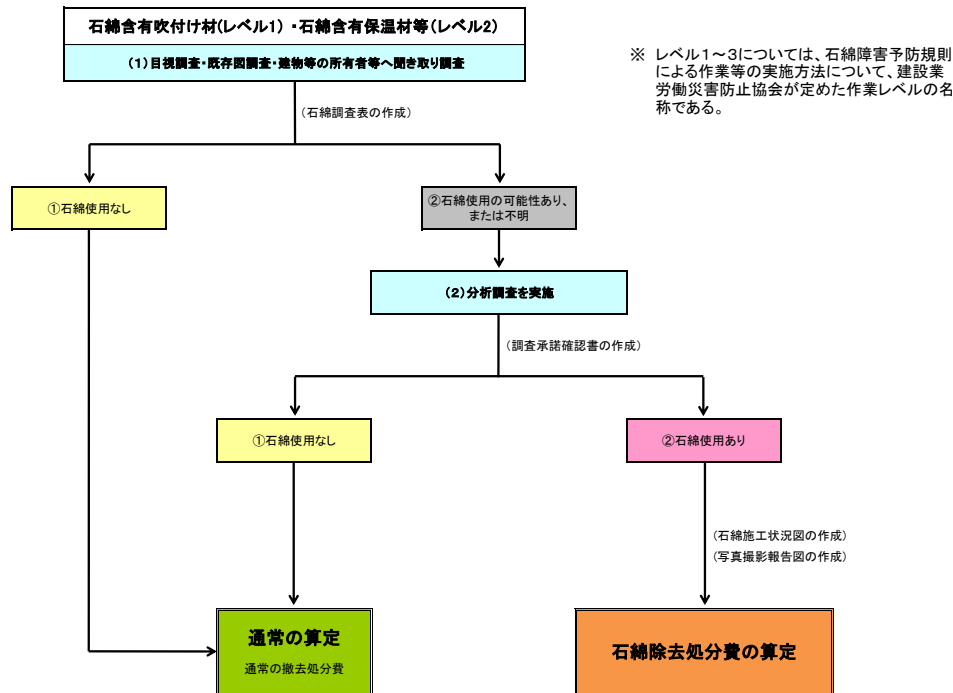 石綿含有吹付け材(レベル1)・石綿含有保温材等(レベル2)
(1)目視調査・既存図調査・建物等の所有者等へ聞き取り調査
※ レベル1～3については、石綿障害予防規則
による作業等の実施方法について、建設業
労働災害防止協会が定めた作業レベルの名
称である。
(石綿調査表の作成)
①石綿使用なし
②石綿使用の可能性あり、
または不明
(2)分析調査を実施
(調査承諾確認書の作成)
①石綿使用なし
②石綿使用あり
(石綿施工状況図の作成)
(写真撮影報告図の作成)
通常の算定
通常の撤去処分費
石綿除去処分費の算定